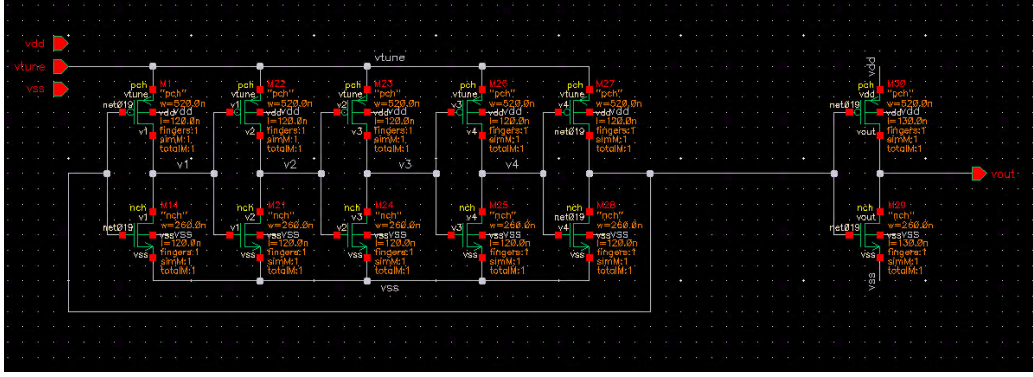 vdd
vtune
vss
vtune
pch
vtune
net019
v1
M1
"pch"
w=520.0n
vdd
l=120.0n
fingers:1
simM:1
totalM:1
pch
vtune
v1
v2
M22
"pch"
w=520.0n
vdd
l=120.0n
fingers:1
simM:1
totalM:1
pch
vtune
v2
v3
M23
"pch"
w=520.0n
vdd
l=120.0n
fingers:1
simM:1
totalM:1
pch
vtune
v3
v4
M26
"pch"
w=520.0n
vdd
l=120.0n
fingers:1
simM:1
totalM:1
pch
vtune
v4
net019
M27
"pch"
w=520.0n
vdd
l=120.0n
fingers:1
simM:1
totalM:1
vdd
pch
vdd
net019
vout
M30
"pch"
w=520.0n
vdd
l=130.0n
fingers:1
simM:1
totalM:1
v1
v2
v3
v4
vout
nch
v1
net019
vss
M14
"nch"
w=260.0n
vss
l=120.0n
fingers:1
simM:1
totalM:1
nch
v2
v1
vss
M21
"nch"
w=260.0n
vss
l=120.0n
fingers:1
simM:1
totalM:1
nch
v3
v2
vss
M24
"nch"
w=260.0n
vss
l=120.0n
fingers:1
simM:1
totalM:1
nch
v4
v3
vss
M25
"nch"
w=260.0n
vss
l=120.0n
fingers:1
simM:1
totalM:1
nch
net019
v4
vss
M28
"nch"
w=260.0n
vss
l=120.0n
fingers:1
simM:1
totalM:1
nch
vout
net019
vss
M29
"nch"
w=260.0n
vss
l=130.0n
fingers:1
simM:1
totalM:1
vss
vss